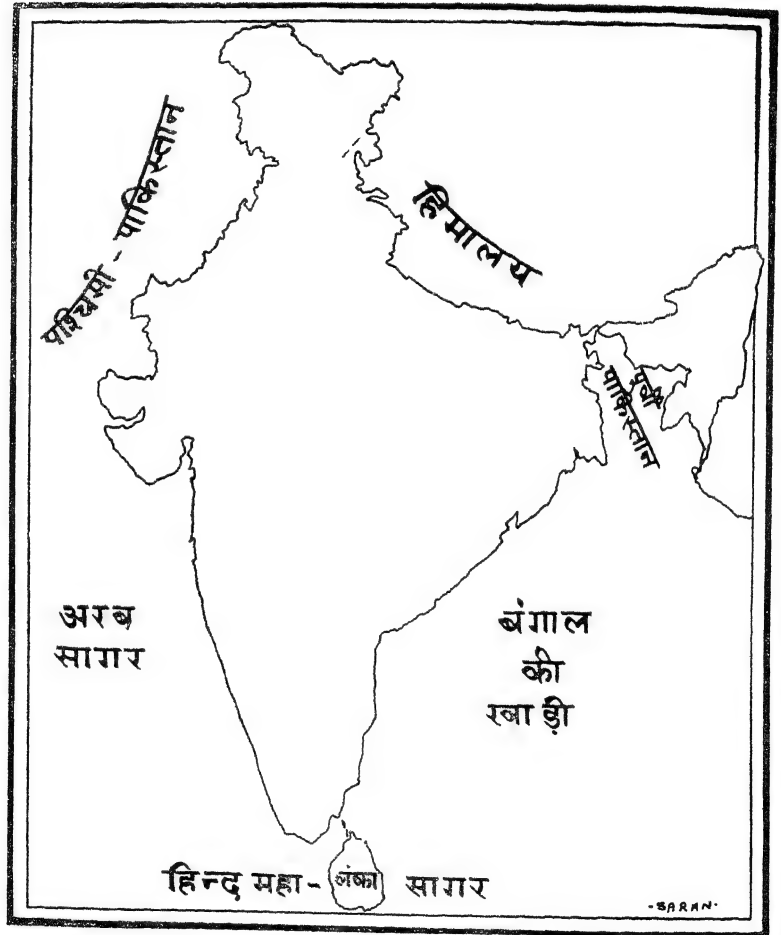 पश्चिमी - पाकिस्तान
हिमालय
पूर्वी
पाकिस्तान
अरब
सागर
बंगाल
की
खाड़ी
हिन्द महा - लंका सागर
-SARAN-